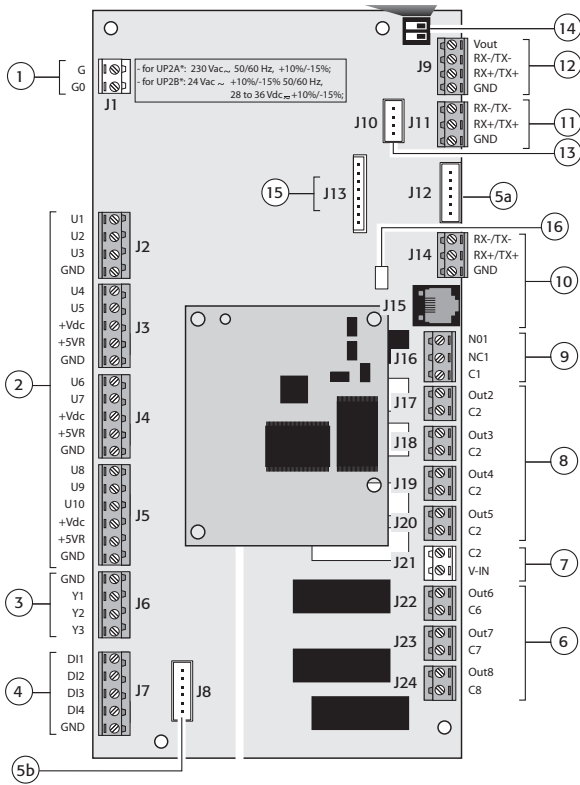 14
Vout
RX-/TX-
RX+/TX+
GND
J9
12
1
G
G0
J1
- for UP2A*: 230 Vac~ 50/60 Hz, +10%/-15%;
- for UP2B*: 24 Vac ~ +10%/-15% 50/60 Hz,
28 to 36 Vdc +10%/-15%;
J10
J11
RX-/TX-
RX+/TX+
GND
11
13
15
J13
J12
5a
16
U1
U2
U3
GND
J2
J14
RX-/TX-
RX+/TX+
GND
10
J15
U4
U5
+Vdc
+5VR
GND
J3
2
J16
N01
NC1
C1
9
U6
U7
+Vdc
+5VR
GND
J4
J17
Out2
C2
J18
Out3
C2
8
J19
Out4
C2
J20
Out5
C2
U8
U9
U10
+Vdc
+5VR
GND
J5
J21
C2
V-IN
7
3
GND
Y1
Y2
Y3
J6
J22
Out6
C6
J23
Out7
C7
6
J24
Out8
C8
4
DI1
DI2
DI3
DI4
GND
J7
J8
5b